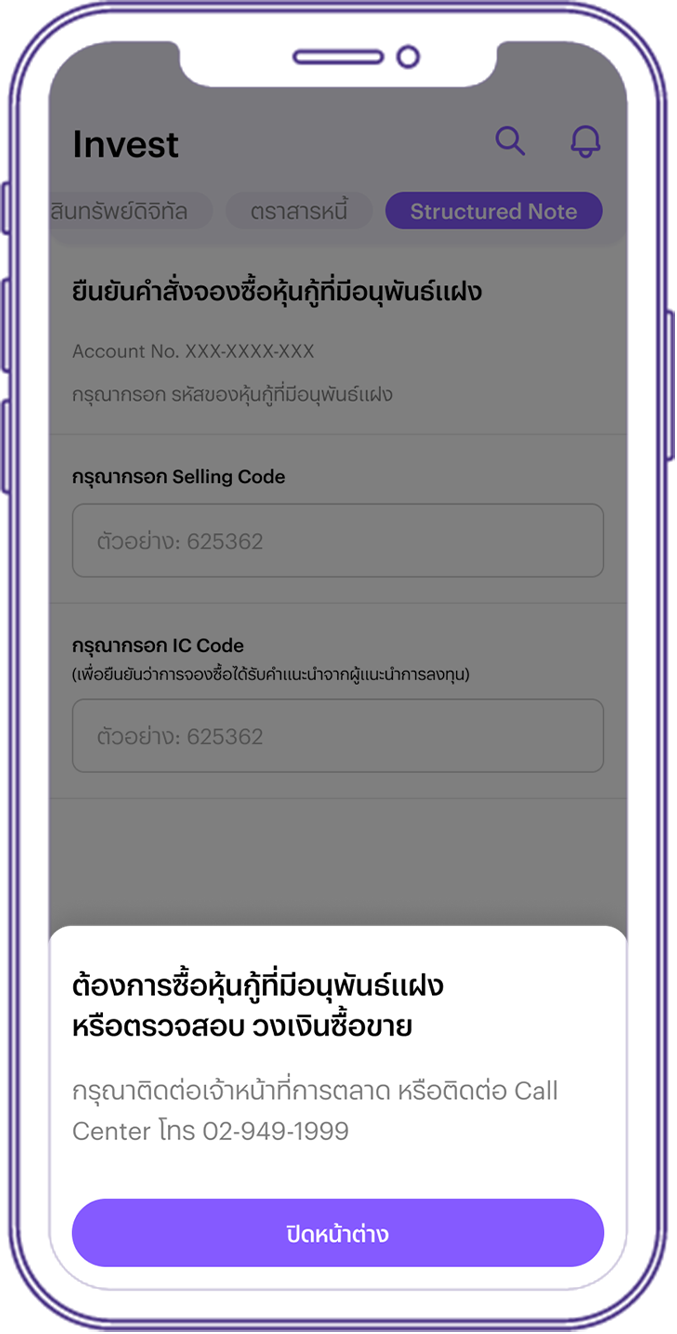 Invest
สินทรัพย์ดิจิทัล ตราสารหนี้ Structured Note
ยืนยันคำสั่งจองซื้อหุ้นกู้ที่มีอนุพันธ์แฝง
Account No. XXX-XXXX-XXX
กรุณากรอก รหัสของหุ้นกู้ที่มีอนุพันธ์แฝง
กรุณากรอก Selling Code
ตัวอย่าง: 625362
กรุณากรอก IC Code
(เพื่อยืนยันว่าการจองซื้อได้รับคำแนะนำจากผู้แนะนำการลงทุน)
ตัวอย่าง: 625362
ต้องการซื้อหุ้นกู้ที่มีอนุพันธ์แฝง
หรือตรวจสอบ วงเงินซื้อขาย
กรุณาติดต่อเจ้าหน้าที่การตลาด หรือติดต่อ Call
Center โทร 02-949-1999
ปิดหน้าต่าง